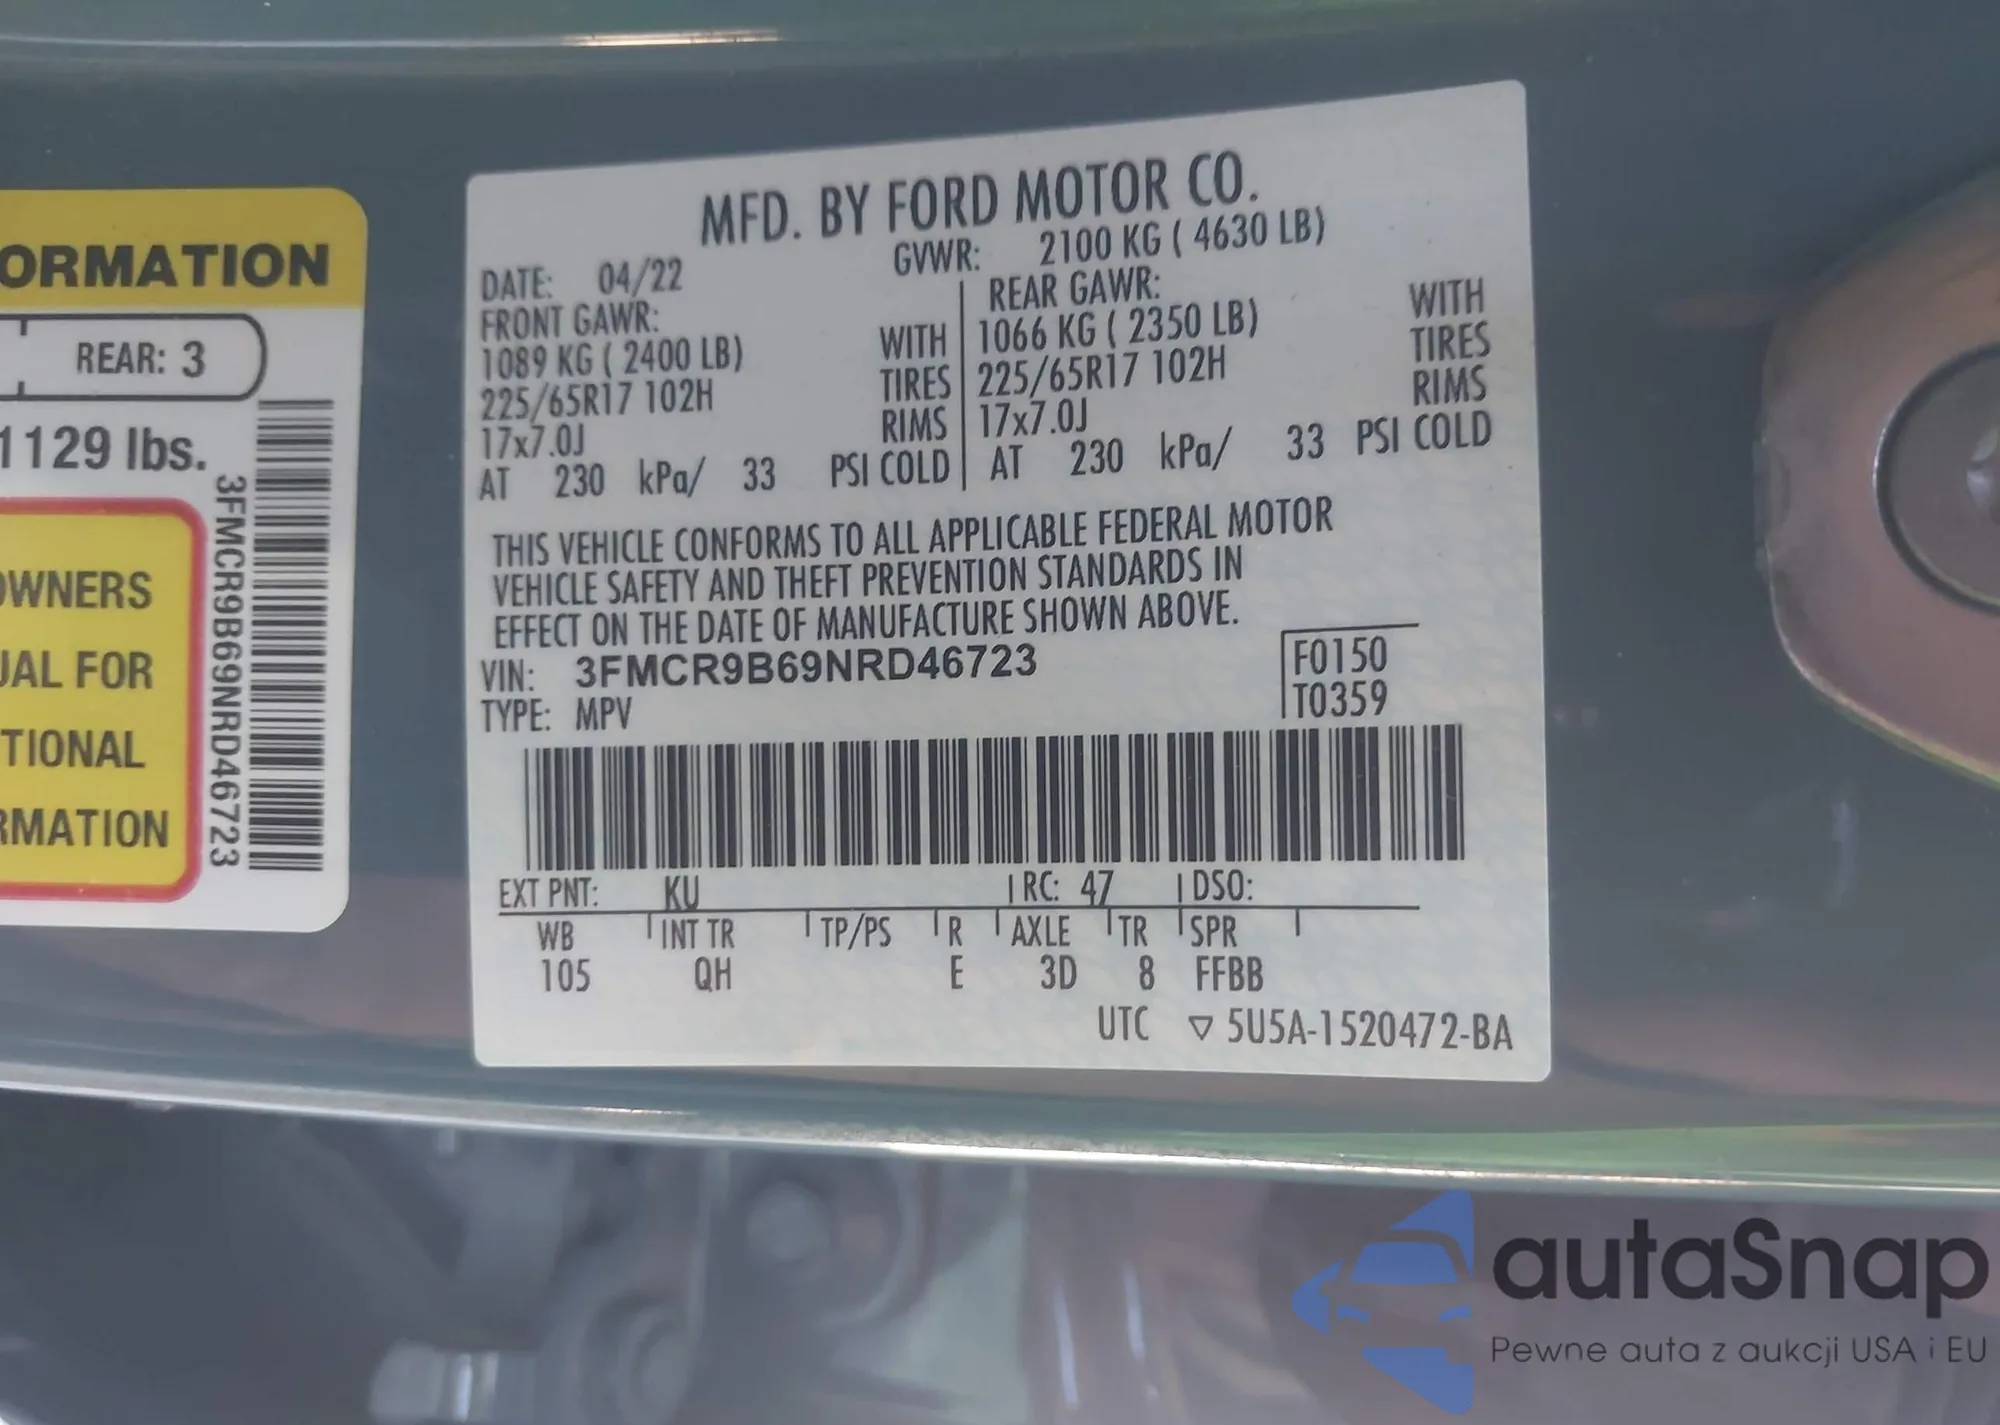 ORMATION
REAR: 3
1129 lbs.
OWNERS
UAL FOR
TIONAL
RMATION
3FMCR9B69NRD46723
MFD. BY FORD MOTOR CO.
DATE: 04/22 GVWR: 2100 KG ( 4630 LB)
FRONT GAWR: REAR GAWR:
1089 KG ( 2400 LB) WITH 1066 KG ( 2350 LB) WITH
225/65R17 102H TIRES 225/65R17 102H TIRES
17x7.0J RIMS 17x7.0J RIMS
AT 230 kPa/ 33 PSI COLD AT 230 kPa/ 33 PSI COLD
THIS VEHICLE CONFORMS TO ALL APPLICABLE FEDERAL MOTOR
VEHICLE SAFETY AND THEFT PREVENTION STANDARDS IN
EFFECT ON THE DATE OF MANUFACTURE SHOWN ABOVE.
VIN: 3FMCR9B69NRD46723 F0150
TYPE: MPV T0359
EXT PNT: KU RC: 47 DSO:
WB INT TR TP/PS R AXLE TR SPR
105 QH E 3D 8 FFBB
UTC ▽ 5U5A-1520472-BA
autaSnap
Pewne auta z aukcji USA i EU